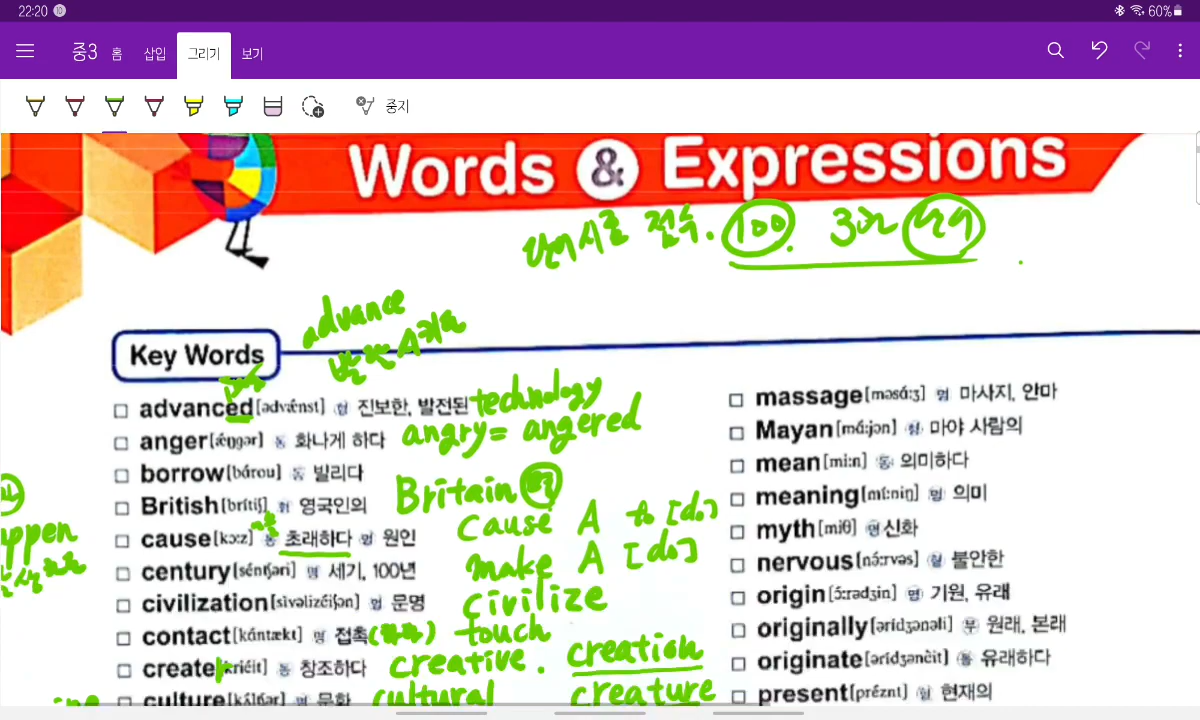 22:20 60%
중3 홈 삽입 그리기 보기
중지
Words & Expressions
단어시험 점수. 100. 3과
advance
Key Words
advanced[ədvǽnst] 형 진보한, 발전된 technology
anger[ǽŋgər] 동 화나게 하다 angry = angered
borrow[bárou] 동 빌리다
British[brítiʃ] 형 영국인의 Britain 명
cause[kɔːz] 동 초래하다 명 원인 cause A to [do]
make A [do]
century[séntʃəri] 명 세기, 100년
civilization[sìvəlizéiʃən] 명 문명 civilize
contact[kántækt] 명 접촉 touch
create[kriéit] 동 창조하다 creative. creation
culture[kʌ́ltʃər] 명 문화 cultural creature
massage[məsáːʒ] 명 마사지, 안마
Mayan[máːjən] 형 마야 사람의
mean[miːn] 동 의미하다
meaning[míːniŋ] 명 의미
myth[miθ] 명 신화
nervous[nə́ːrvəs] 형 불안한
origin[ɔ́ːrədʒin] 명 기원, 유래
originally[ərídʒənəli] 부 원래, 본래
originate[ərídʒənèit] 동 유래하다
present[préznt] 형 현재의